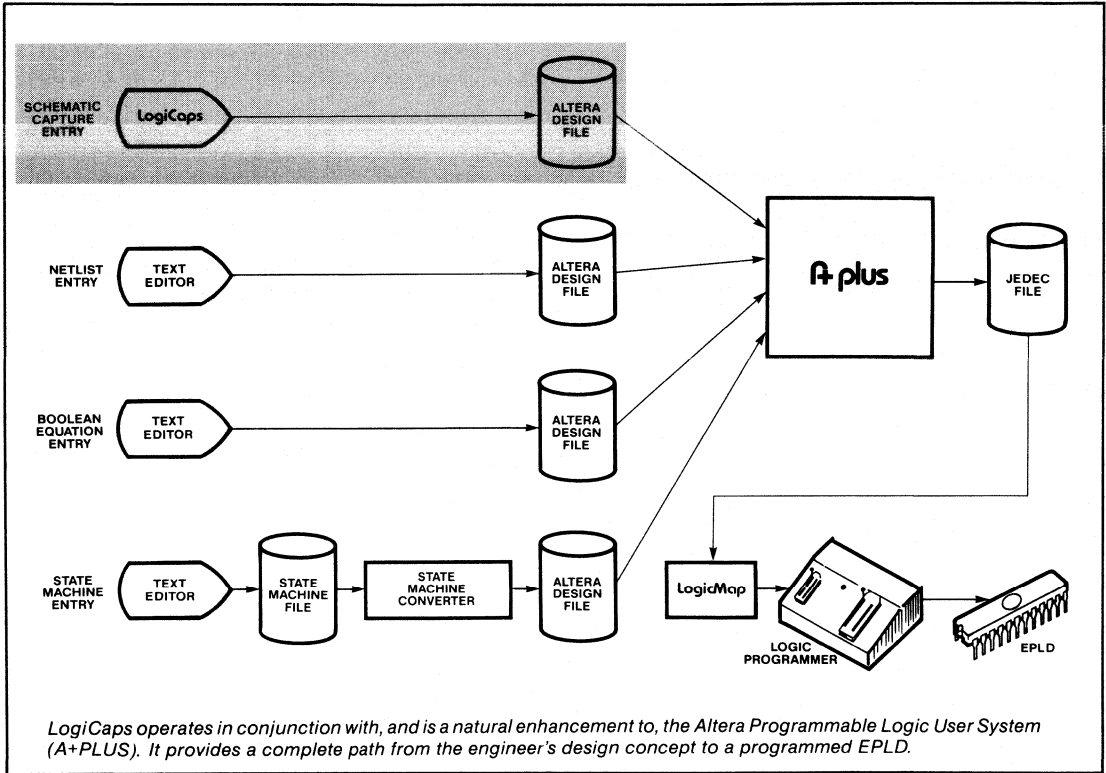 SCHEMATIC
CAPTURE
ENTRY
LogiCaps
ALTERA
DESIGN
FILE
NETLIST
ENTRY
TEXT
EDITOR
ALTERA
DESIGN
FILE
A+ plus
JEDEC
FILE
BOOLEAN
EQUATION
ENTRY
TEXT
EDITOR
ALTERA
DESIGN
FILE
STATE
MACHINE
ENTRY
TEXT
EDITOR
STATE
MACHINE
FILE
STATE
MACHINE
CONVERTER
ALTERA
DESIGN
FILE
LogicMap
LOGIC
PROGRAMMER
EPLD
LogiCaps operates in conjunction with, and is a natural enhancement to, the Altera Programmable Logic User System
(A+PLUS). It provides a complete path from the engineer's design concept to a programmed EPLD.